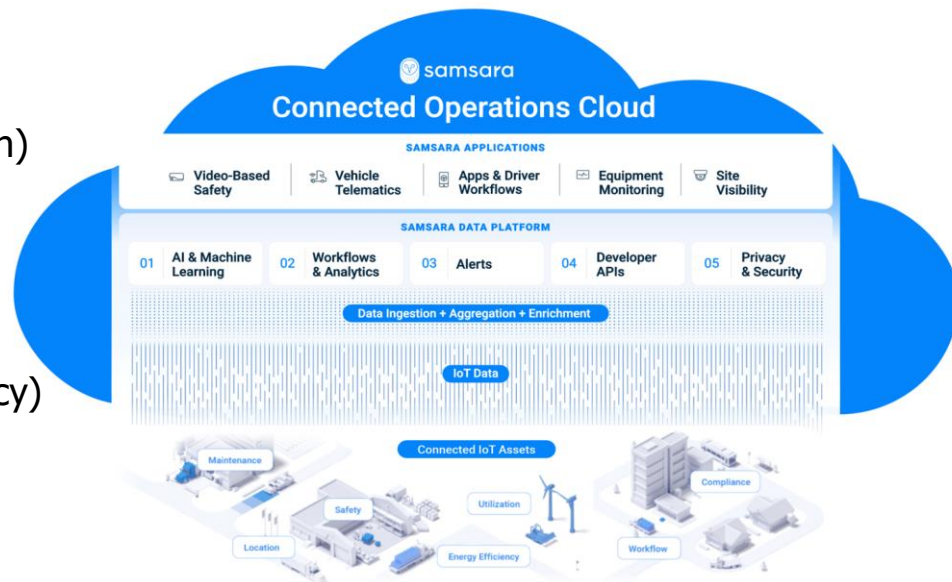 samsara
Connected Operations Cloud
n)
SAMSARA APPLICATIONS
Video-Based
Safety
Vehicle
Telematics
Apps & Driver
Workflows
Equipment
Monitoring
Site
Visibility
SAMSARA DATA PLATFORM
01 AI & Machine
Learning
02 Workflows
& Analytics
03 Alerts
04 Developer
APIs
05 Privacy
& Security
Data Ingestion + Aggregation + Enrichment
IoT Data
cy)
Connected IoT Assets
Maintenance
Compliance
Safety
Utilization
Location
Energy Efficiency
Workflow